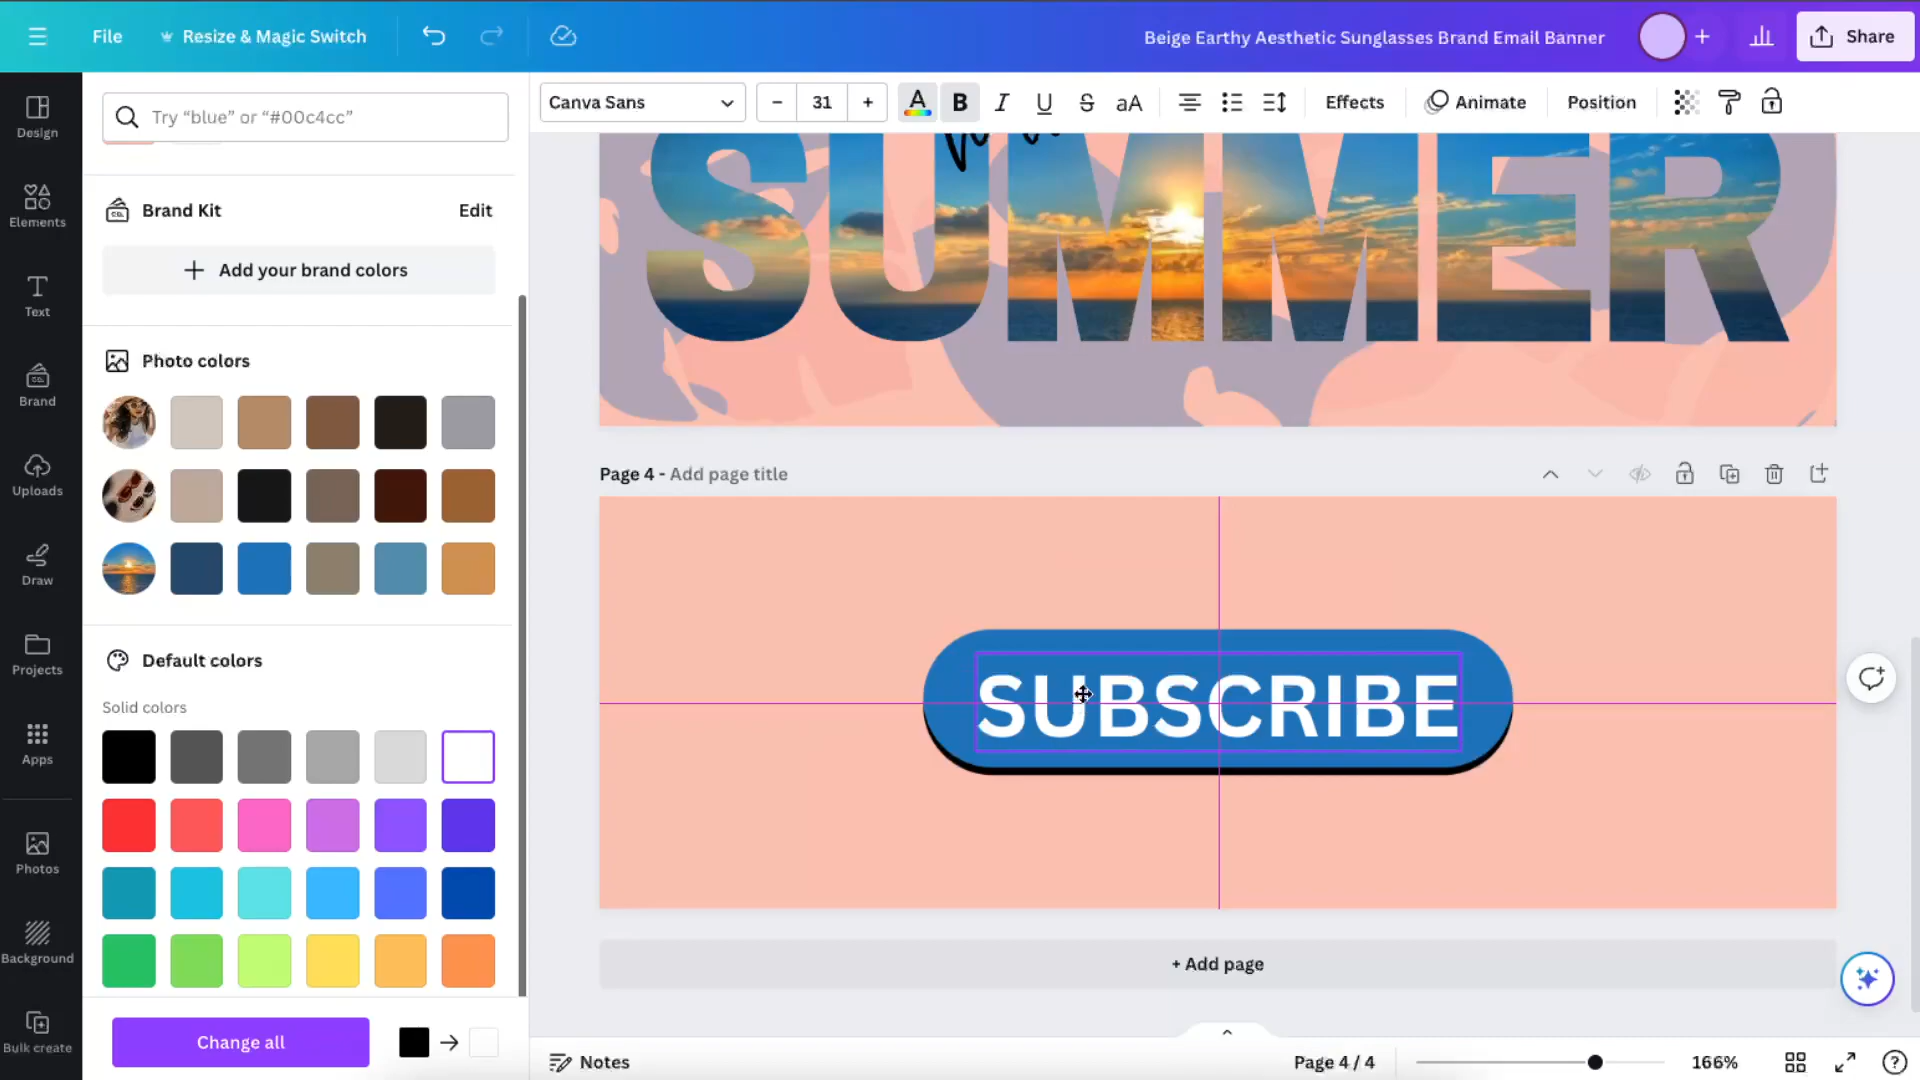 File
Resize & Magic Switch
Beige Earthy Aesthetic Sunglasses Brand Email Banner
Share
Design
Elements
Text
Brand
Uploads
Draw
Projects
Apps
Photos
Background
Bulk create
Try “blue” or “#00c4cc”
Brand Kit
Edit
Add your brand colors
Photo colors
Default colors
Solid colors
Change all
Canva Sans
31
A
B
I
U
S
aA
Effects
Animate
Position
SUMMER
Page 4 - Add page title
SUBSCRIBE
+ Add page
Notes
Page 4 / 4
166%